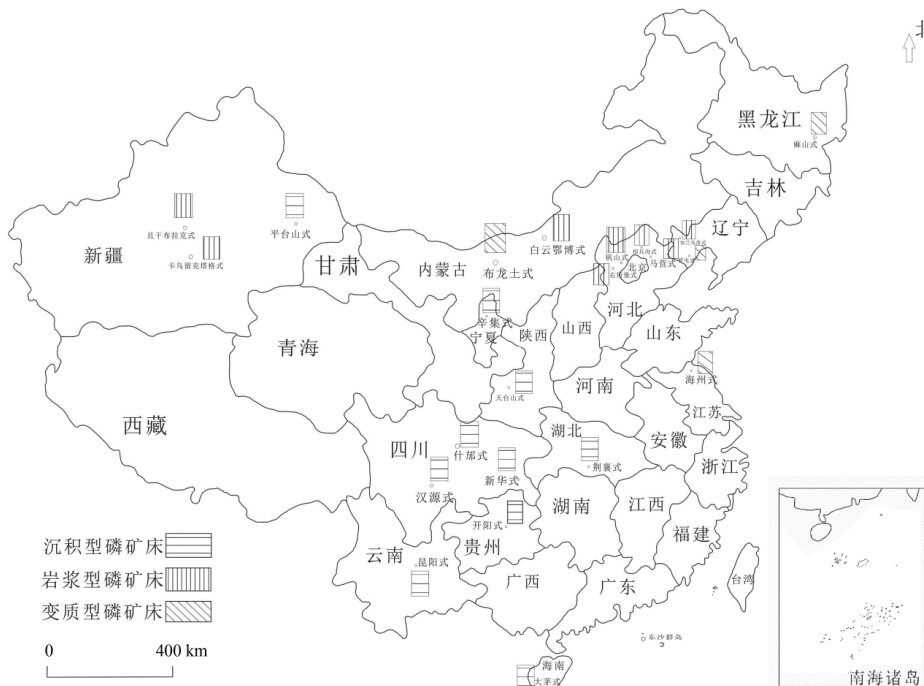 北
黑龙江
麻山式
吉林
辽宁
且干布拉克式
平台山式
新疆
卡乌留克塔格式
甘肃
内蒙古
布龙土式
白云鄂博式
矾山式
马营式
北京
辛集式
宁夏
陕西
山西
河北
山东
青海
海州式
天台山式
河南
江苏
西藏
四川
什邡式
湖北
荆襄式
安徽
浙江
新华式
汉源式
湖南
江西
开阳式
贵州
福建
云南
昆阳式
广西
广东
台湾
沉积型磷矿床
岩浆型磷矿床
变质型磷矿床
0 400 km
东沙群岛
海南
大茅式
南海诸岛